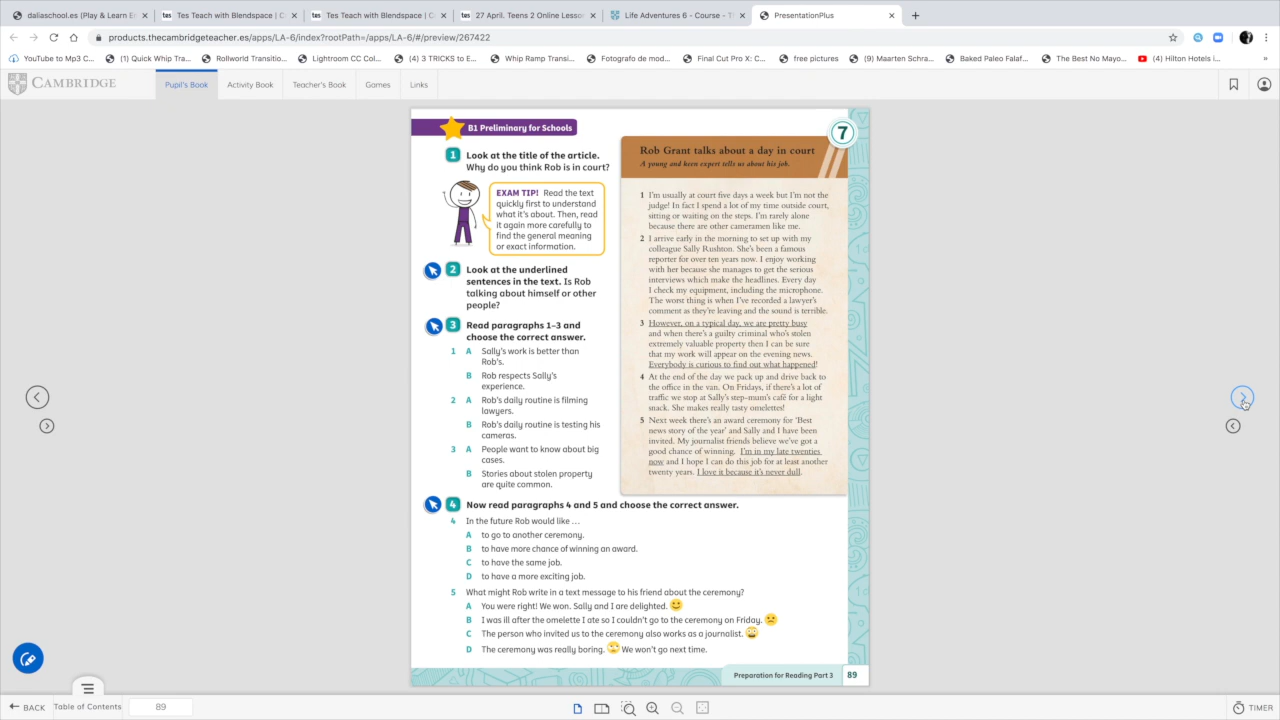 daliaschool.es (Play & Learn En
Tes Teach with Blendspace | C
Tes Teach with Blendspace | C
27 April. Teens 2 Online Lesso
Life Adventures 6 - Course - T
PresentationPlus
products.thecambridgeteacher.es/apps/LA-6/index?rootPath=/apps/LA-6/#/preview/267422
YouTube to Mp3 C...
(1) Quick Whip Tra...
Rollworld Transitio...
Lightroom CC Col...
(4) 3 TRICKS to E...
Whip Ramp Transi...
Fotografo de mod...
Final Cut Pro X: C...
free pictures
(9) Maarten Schra...
Baked Paleo Falaf...
The Best No Mayo...
(4) Hilton Hotels i...
CAMBRIDGE
Pupil's Book
Activity Book
Teacher's Book
Games
Links
B1 Preliminary for Schools
7
1 Look at the title of the article.
Why do you think Rob is in court?
EXAM TIP! Read the text
quickly first to understand
what it's about. Then, read
it again more carefully to
find the general meaning
or exact information.
2 Look at the underlined
sentences in the text. Is Rob
talking about himself or other
people?
3 Read paragraphs 1–3 and
choose the correct answer.
1 A Sally's work is better than
Rob's.
B Rob respects Sally's
experience.
2 A Rob's daily routine is filming
lawyers.
B Rob's daily routine is testing his
cameras.
3 A People want to know about big
cases.
B Stories about stolen property
are quite common.
Rob Grant talks about a day in court
A young and keen expert tells us about his job.
1 I'm usually at court five days a week but I'm not the
judge! In fact I spend a lot of my time outside court,
sitting or waiting on the steps. I'm rarely alone
because there are other cameramen like me.
2 I arrive early in the morning to set up with my
colleague Sally Rushton. She's been a famous
reporter for over ten years now. I enjoy working
with her because she manages to get the serious
interviews which make the headlines. Every day
I check my equipment, including the microphone.
The worst thing is when I've recorded a lawyer's
comment as they're leaving and the sound is terrible.
3 However, on a typical day, we are pretty busy
and when there's a guilty criminal who's stolen
extremely valuable property then I can be sure
that my work will appear on the evening news.
Everybody is curious to find out what happened!
4 At the end of the day we pack up and drive back to
the office in the van. On Fridays, if there's a lot of
traffic we stop at Sally's step-mum's café for a light
snack. She makes really tasty omelettes!
5 Next week there's an award ceremony for 'Best
news story of the year' and Sally and I have been
invited. My journalist friends believe we've got a
good chance of winning. I'm in my late twenties
now and I hope I can do this job for at least another
twenty years. I love it because it's never dull.
4 Now read paragraphs 4 and 5 and choose the correct answer.
4 In the future Rob would like …
A to go to another ceremony.
B to have more chance of winning an award.
C to have the same job.
D to have a more exciting job.
5 What might Rob write in a text message to his friend about the ceremony?
A You were right! We won. Sally and I are delighted.
B I was ill after the omelette I ate so I couldn't go to the ceremony on Friday.
C The person who invited us to the ceremony also works as a journalist.
D The ceremony was really boring. We won't go next time.
Preparation for Reading Part 3 89
BACK
Table of Contents
89
TIMER